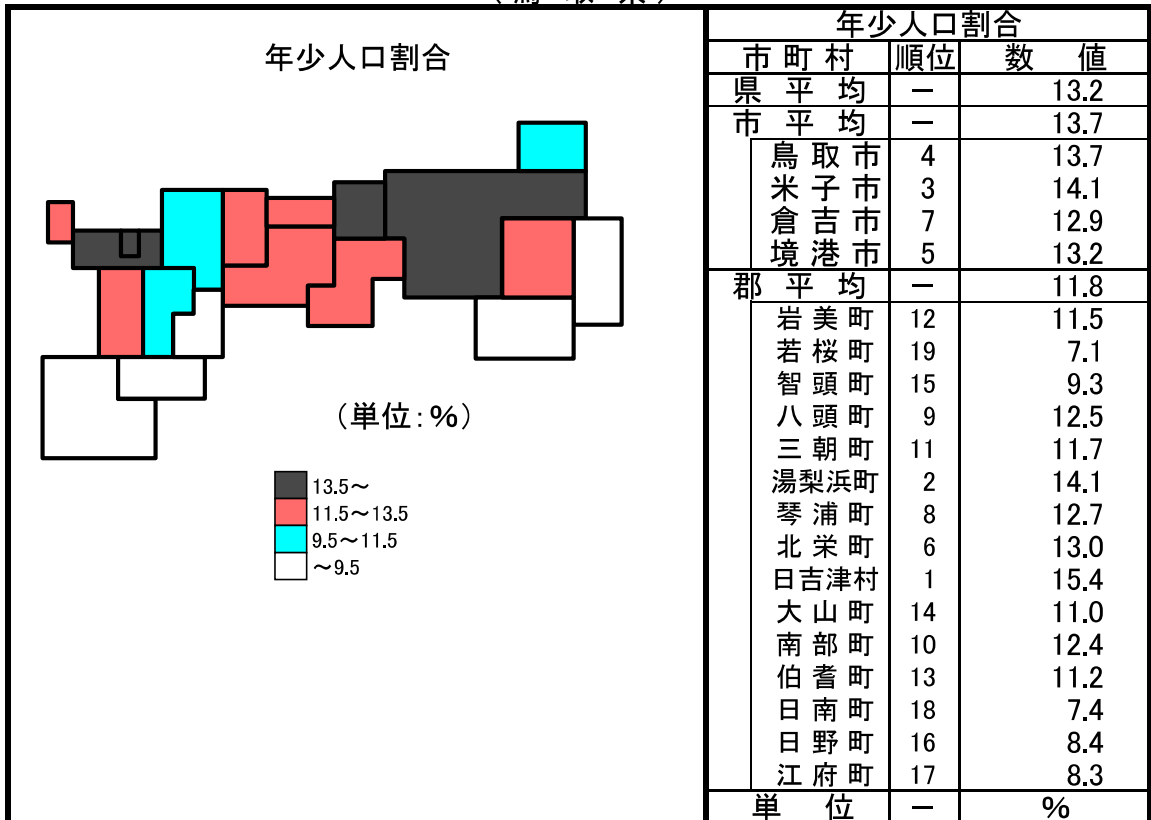 年少人口割合
(単位:%)
13.5~
11.5~13.5
9.5~11.5
~9.5
年少人口割合
市町村 順位 数値
県平均 － 13.2
市平均 － 13.7
鳥取市 4 13.7
米子市 3 14.1
倉吉市 7 12.9
境港市 5 13.2
郡平均 － 11.8
岩美町 12 11.5
若桜町 19 7.1
智頭町 15 9.3
八頭町 9 12.5
三朝町 11 11.7
湯梨浜町 2 14.1
琴浦町 8 12.7
北栄町 6 13.0
日吉津村 1 15.4
大山町 14 11.0
南部町 10 12.4
伯耆町 13 11.2
日南町 18 7.4
日野町 16 8.4
江府町 17 8.3
単位 － %